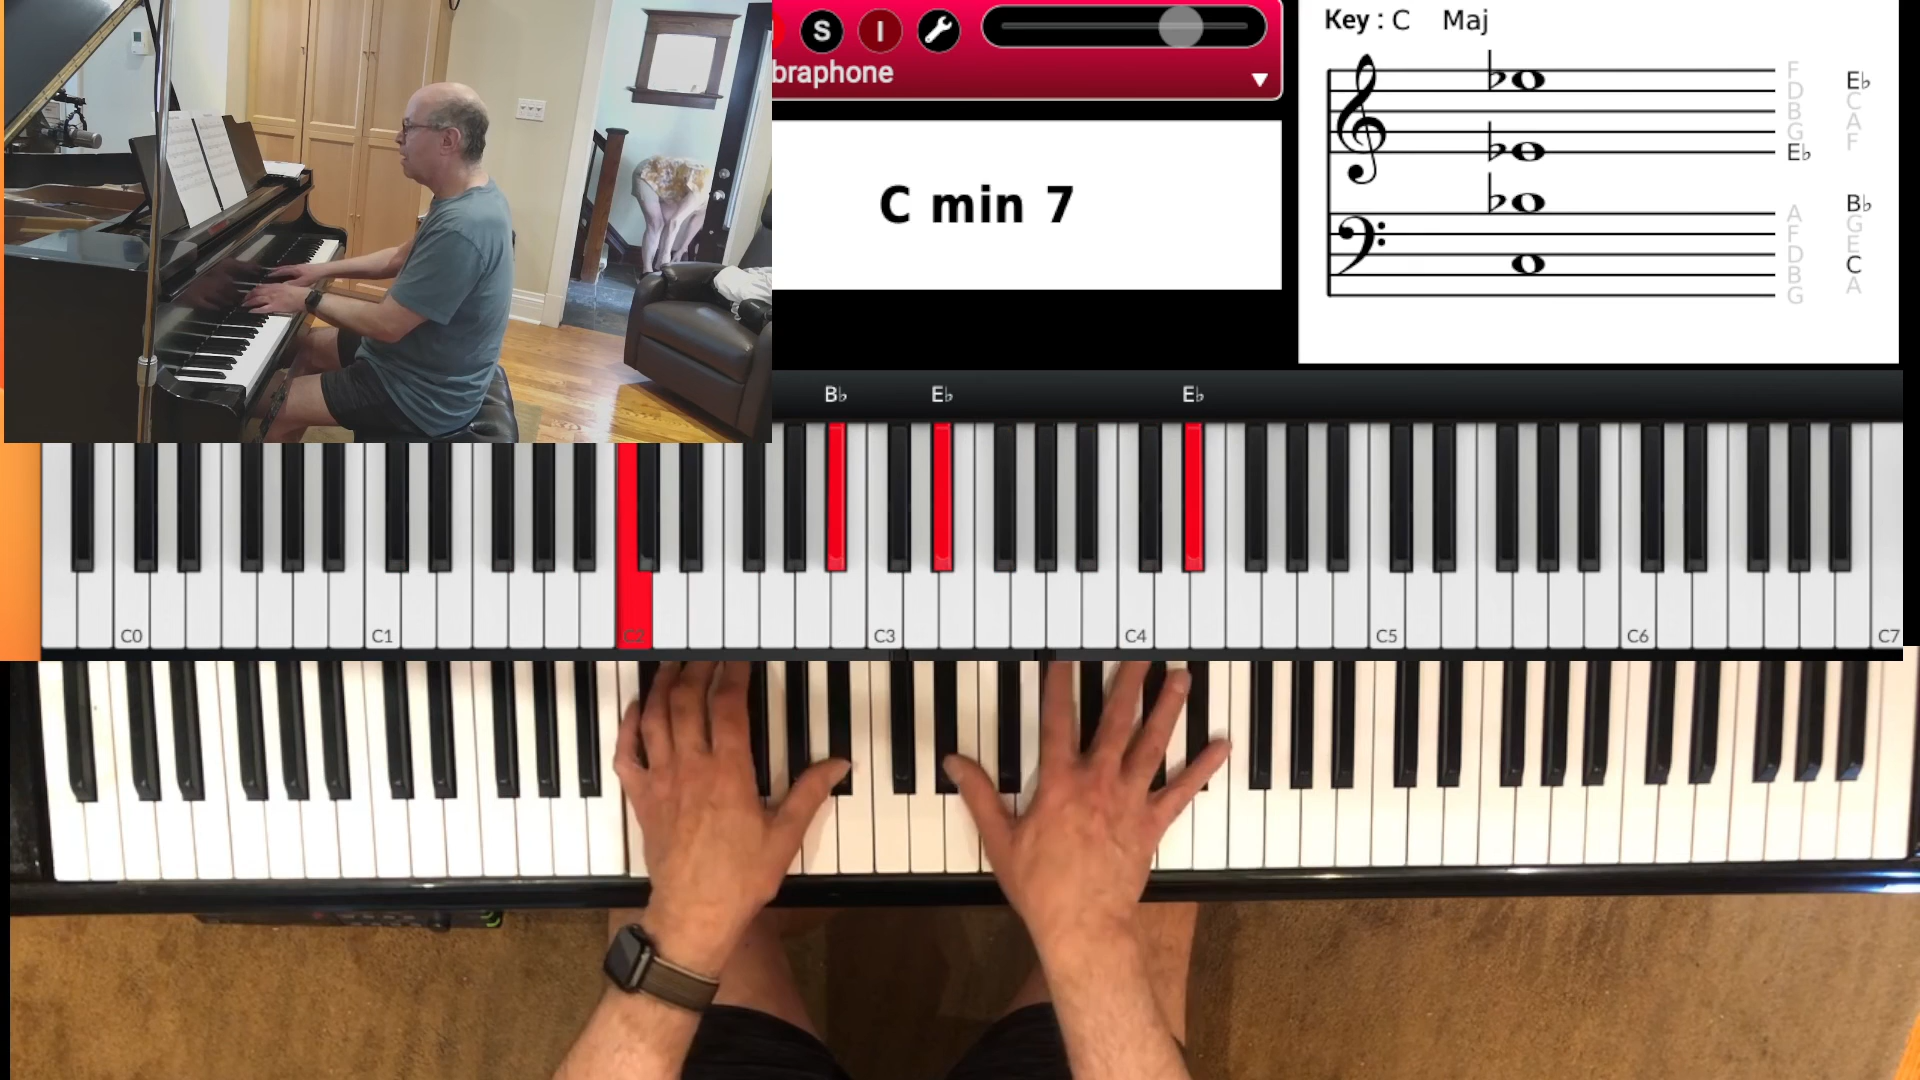 S I
braphone
C min 7
Key : C Maj
F
D
B
G
E♭
E♭
C
A
F
A
F
D
B
G
B♭
G
E
C
A
B♭ E♭ E♭
C0 C1 C2 C3 C4 C5 C6 C7